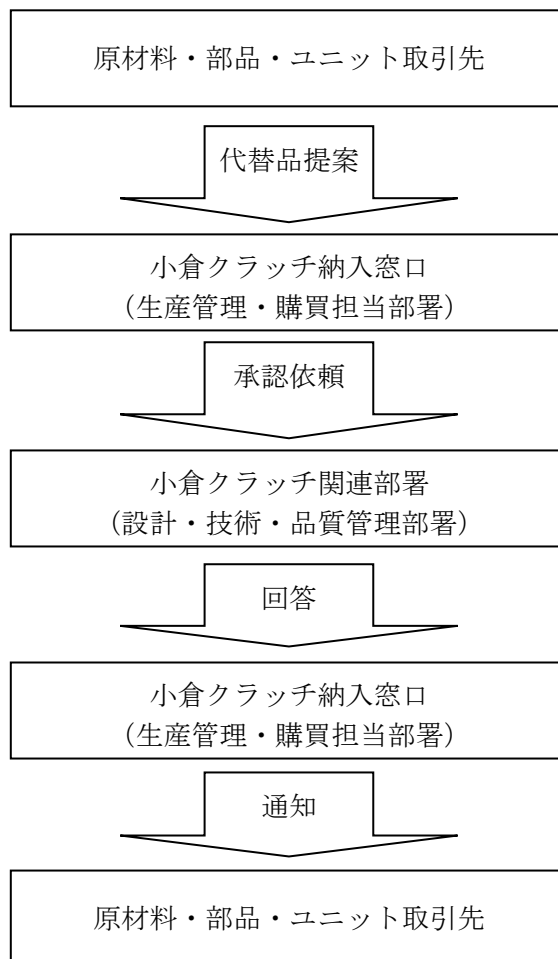 原材料・部品・ユニット取引先
代替品提案
小倉クラッチ納入窓口
（生産管理・購買担当部署）
承認依頼
小倉クラッチ関連部署
（設計・技術・品質管理部署）
回答
小倉クラッチ納入窓口
（生産管理・購買担当部署）
通知
原材料・部品・ユニット取引先